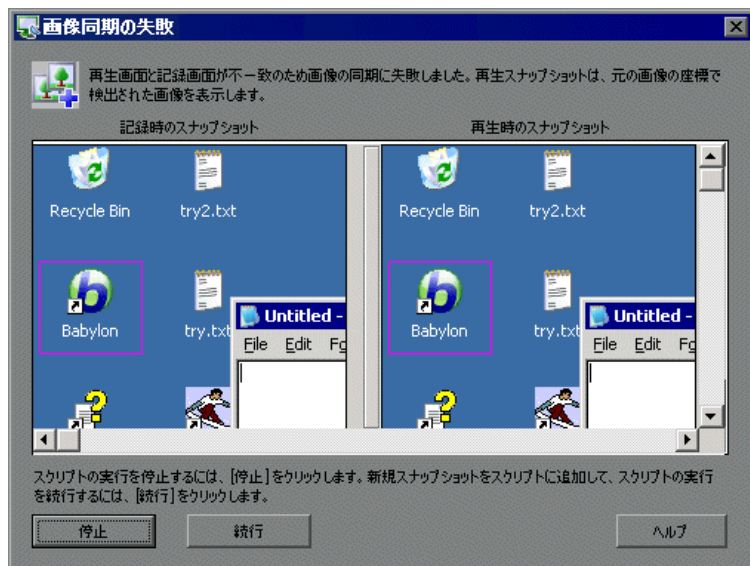 画像同期の失敗
再生画面と記録画面が不一致のため画像の同期に失敗しました。再生スナップショットは、元の画像の座標で
検出された画像を表示します。
記録時のスナップショット
再生時のスナップショット
Recycle Bin
try2.txt
Babylon
try.txt
Untitled -
File Edit Fo
Recycle Bin
try2.txt
Babylon
try.txt
Untitled -
File Edit Fo
スクリプトの実行を停止するには、[停止]をクリックします。新規スナップショットをスクリプトに追加して、スクリプトの実行
を続行するには、[続行]をクリックします。
停止
続行
ヘルプ